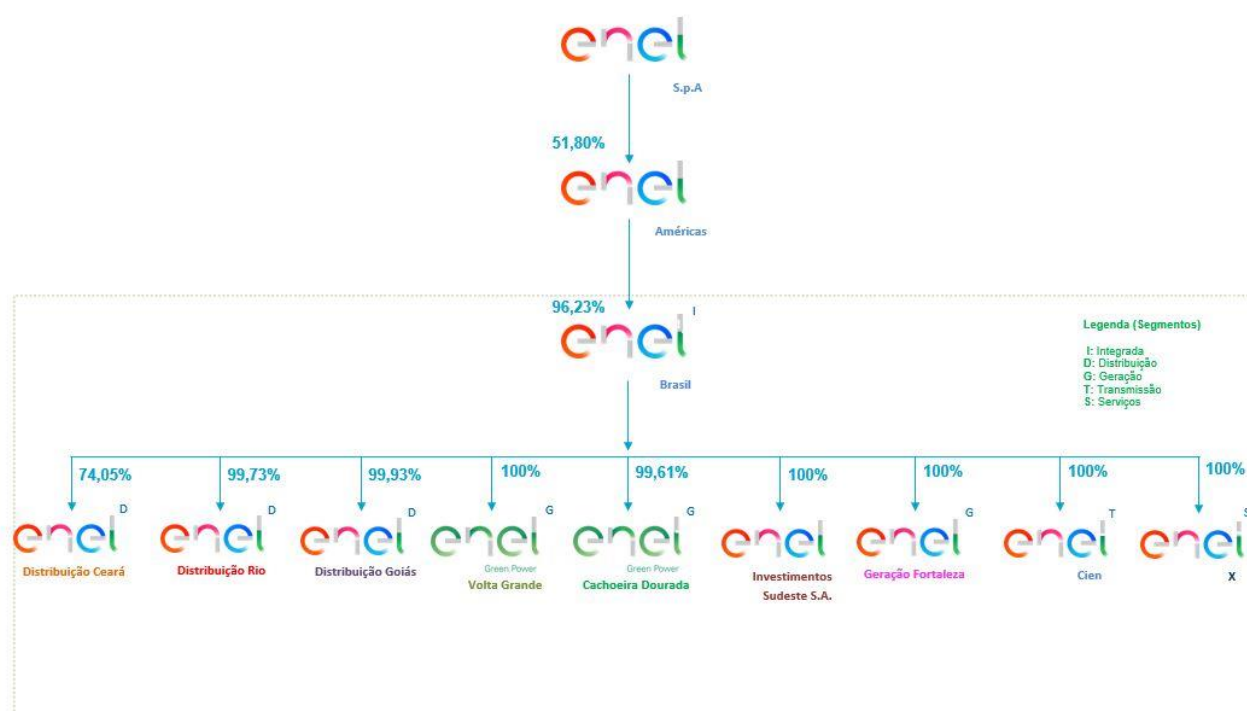 enel
S.p.A
51,80%
enel
Américas
96,23%
enel I
Brasil
Legenda (Segmentos)
I: Integrada
D: Distribuição
G: Geração
T: Transmissão
S: Serviços
74,05% 99,73% 99,93% 100% 99,61% 100% 100% 100% 100%
enel D enel D enel D enel G enel G enel enel G enel T enel S
Green Power Green Power
Distribuição Ceará Distribuição Rio Distribuição Goiás Volta Grande Cachoeira Dourada Investimentos Geração Fortaleza Cien X
Sudeste S.A.